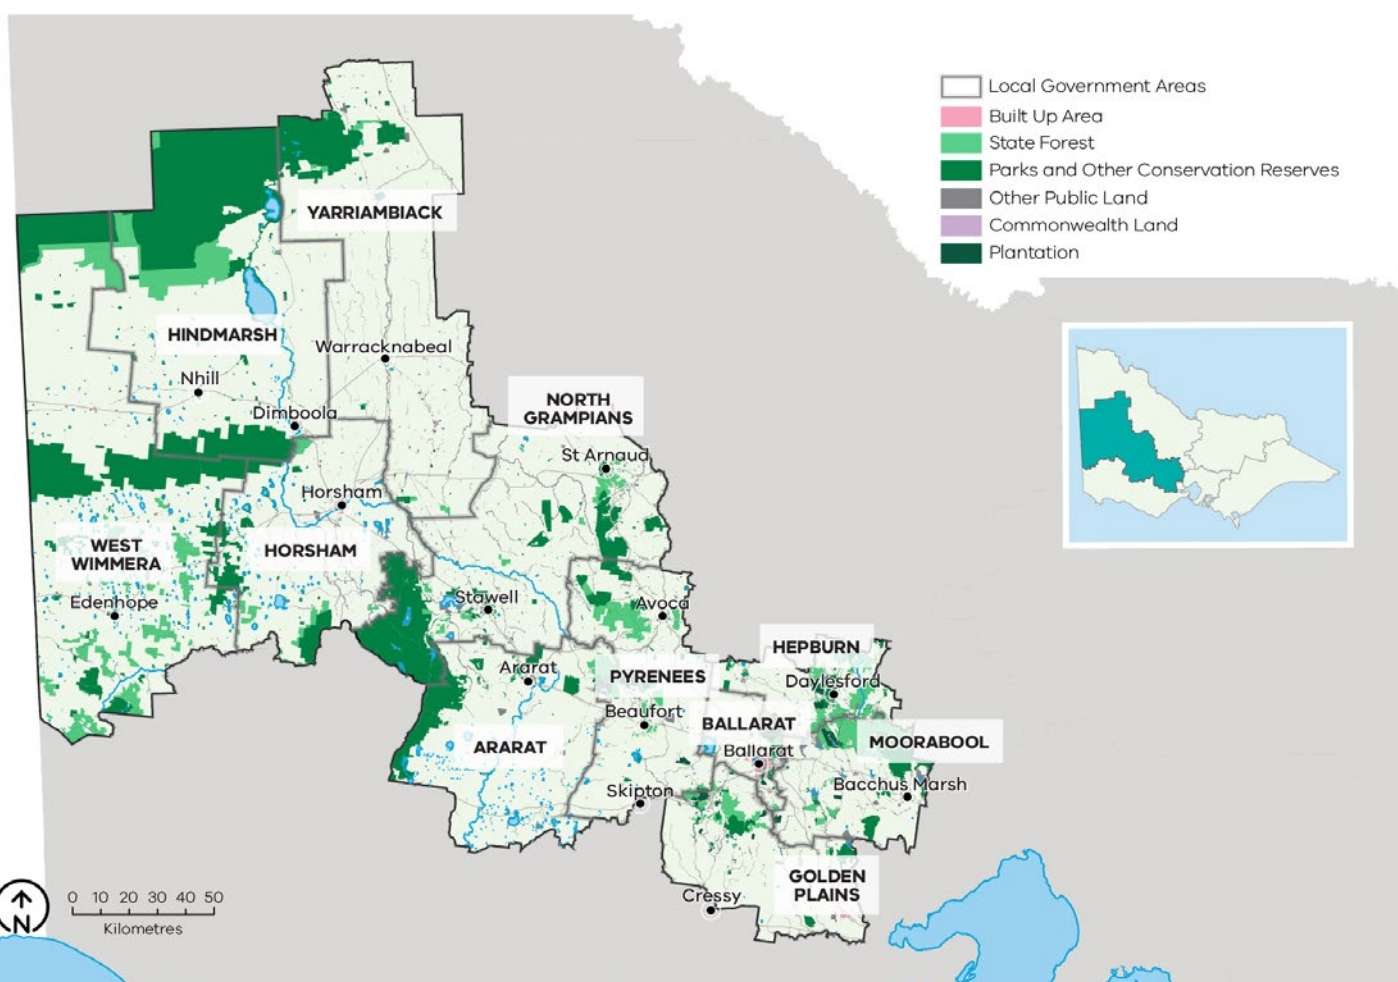 Local Government Areas
Built Up Area
State Forest
Parks and Other Conservation Reserves
Other Public Land
Commonwealth Land
Plantation
YARRIAMBIACK
HINDMARSH
Warracknabeal
Nhill
Dimboola
NORTH
GRAMPIANS
St Arnaud
Horsham
WEST
WIMMERA
HORSHAM
Edenhope
Stawell
Avoca
HEPBURN
Ararat
PYRENEES
Daylesford
Beaufort
BALLARAT
ARARAT
MOORABOOL
Ballarat
Skipton
Bacchus Marsh
GOLDEN
PLAINS
Cressy
N
0 10 20 30 40 50
Kilometres